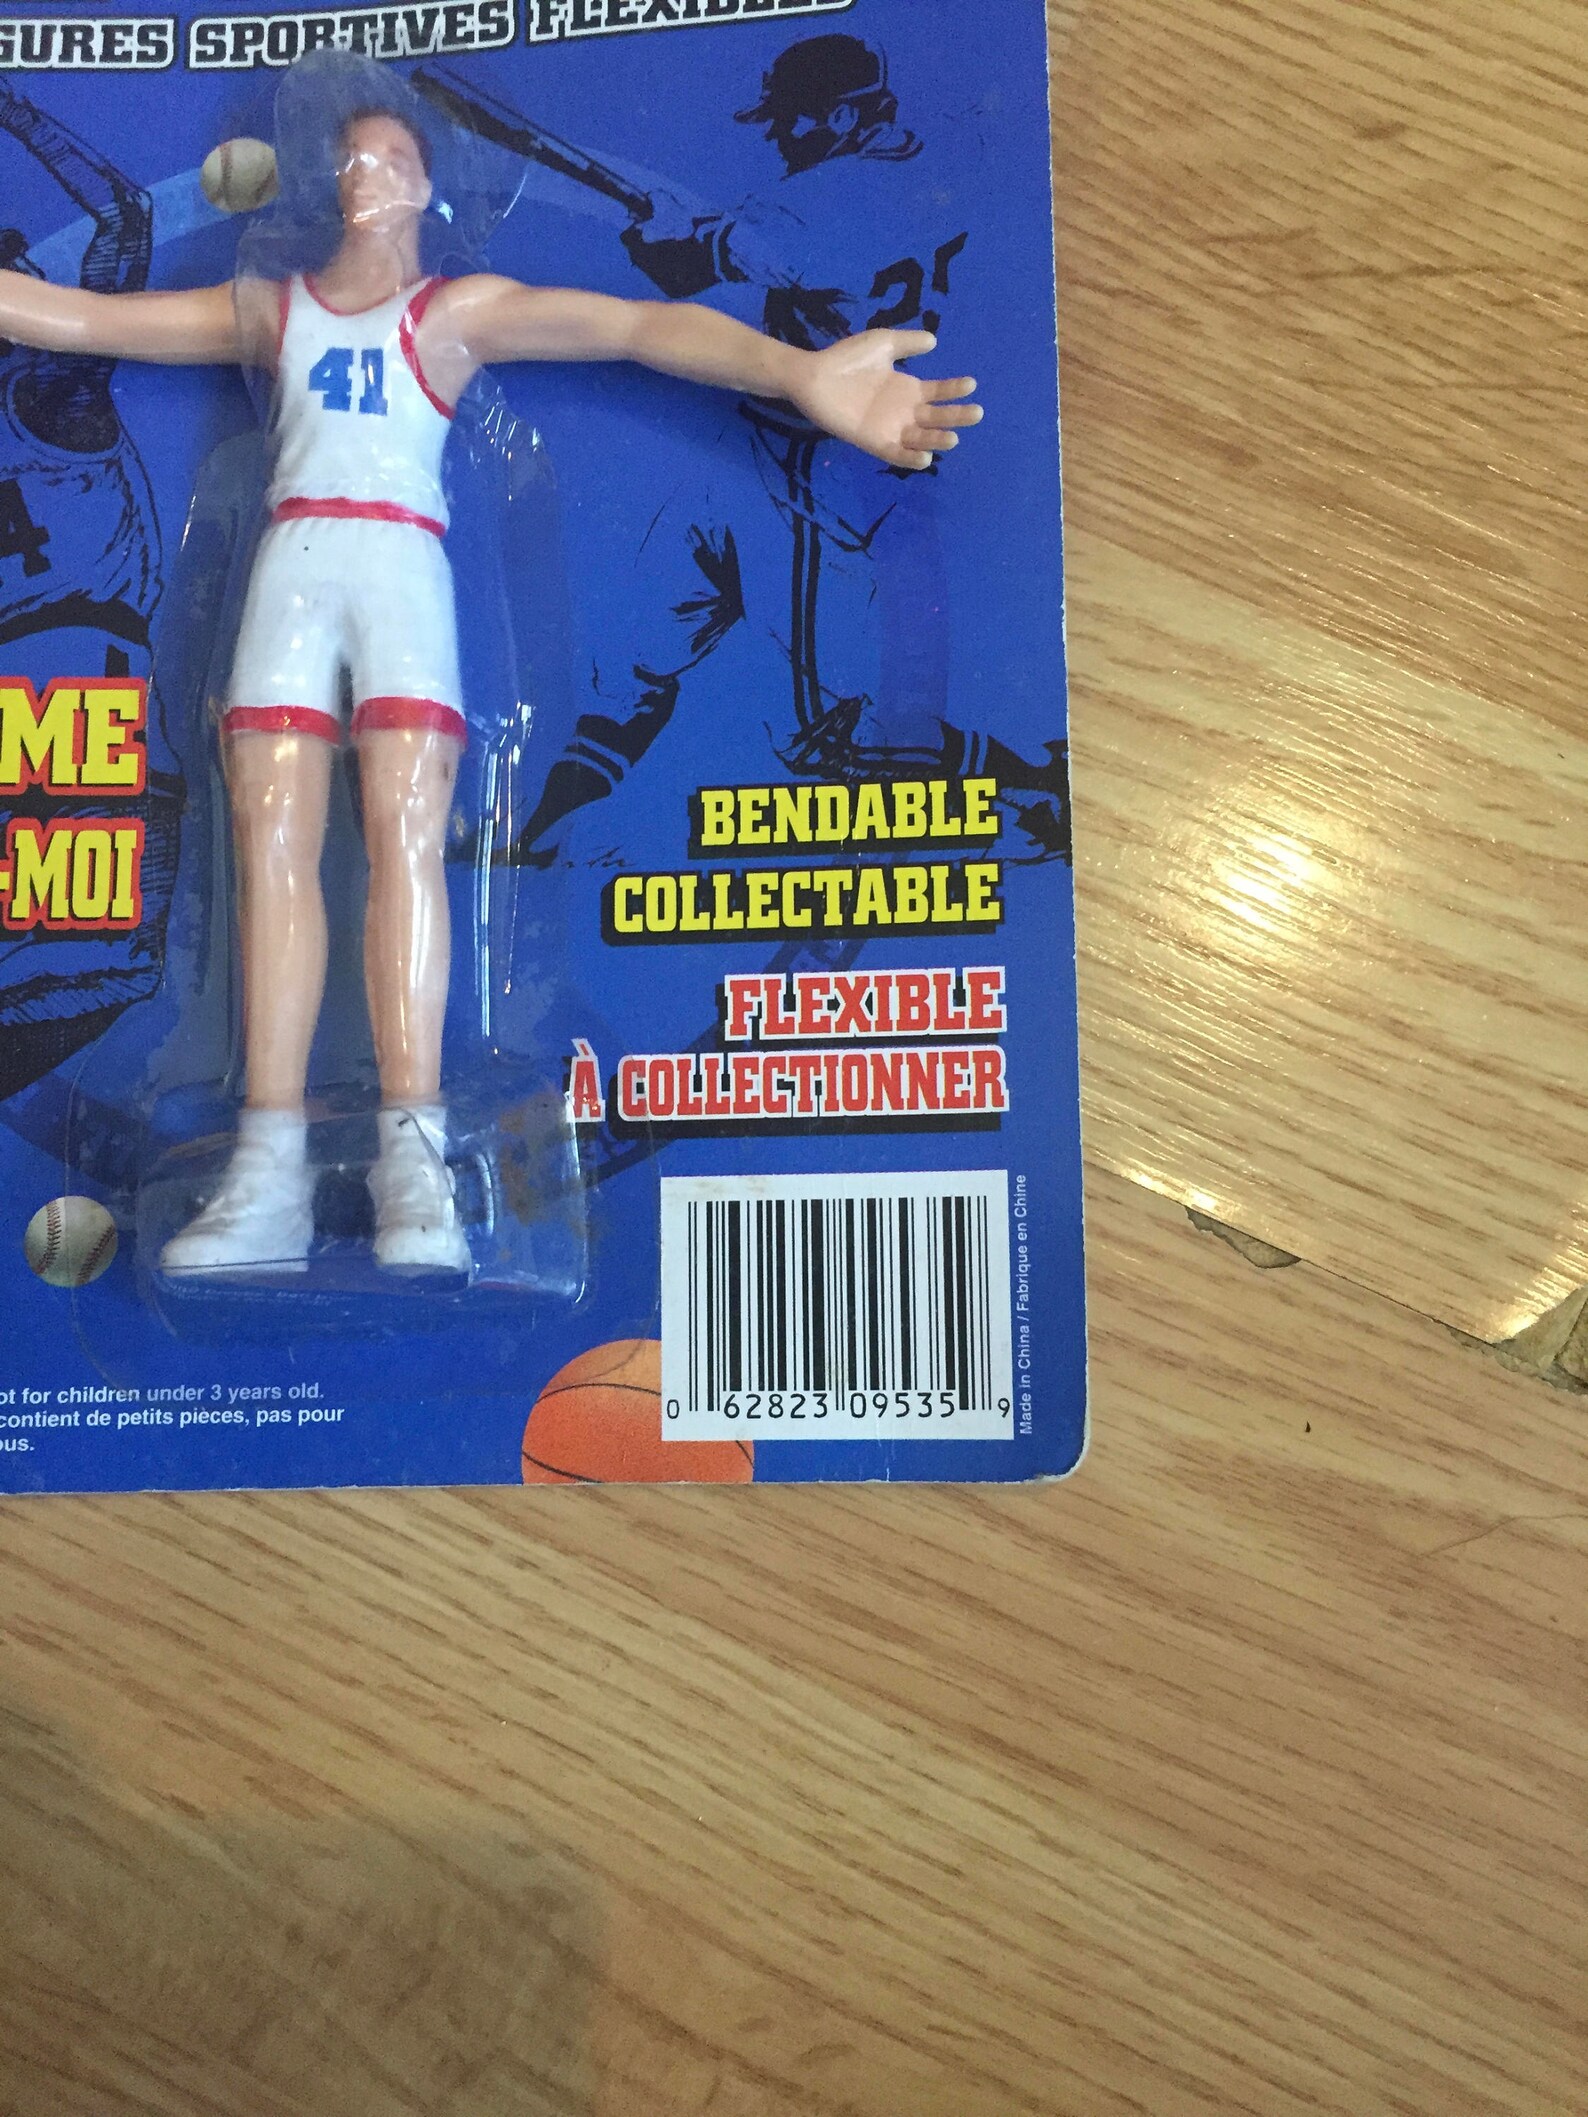 GURES SPORTIVES FLEXIBLES
41
ME
-MOI
BENDABLE
COLLECTABLE
FLEXIBLE
À COLLECTIONNER
0 62823 09535 9
Made in China / Fabrique en Chine
ot for children under 3 years old.
contient de petits pièces, pas pour
ous.